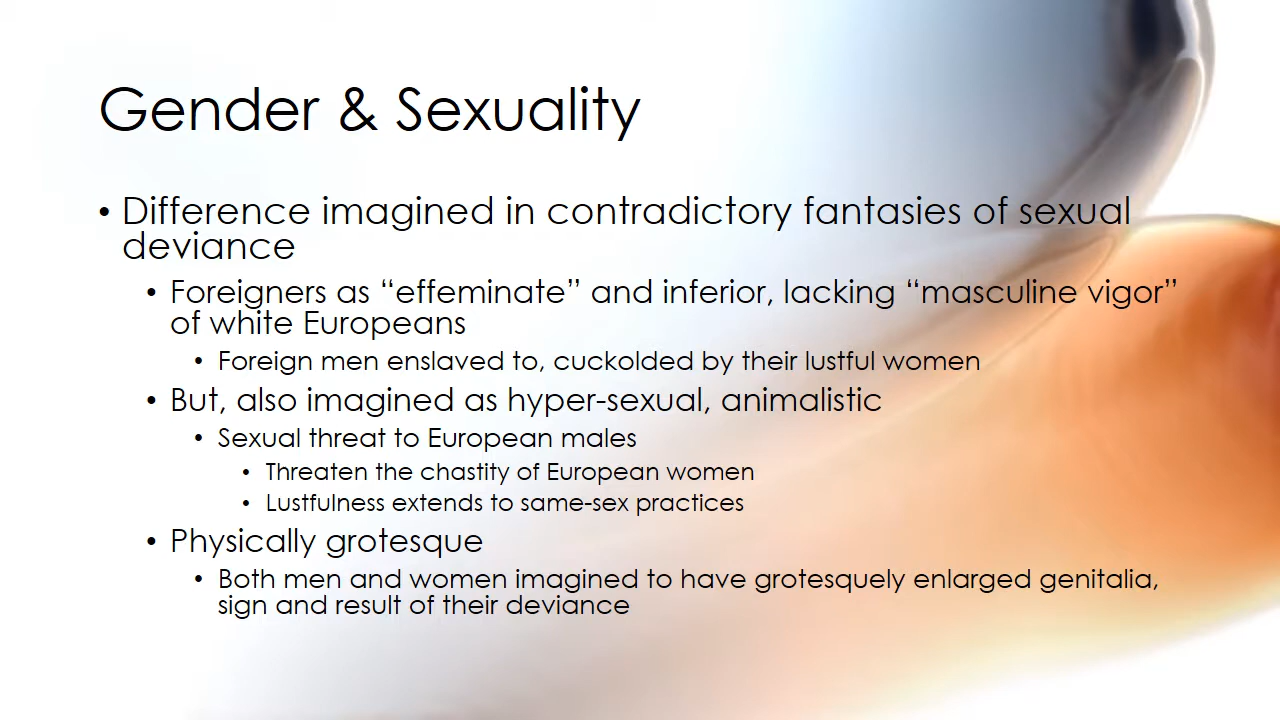 Gender & Sexuality
• Difference imagined in contradictory fantasies of sexual
deviance
• Foreigners as “effeminate” and inferior, lacking “masculine vigor”
of white Europeans
• Foreign men enslaved to, cuckolded by their lustful women
• But, also imagined as hyper-sexual, animalistic
• Sexual threat to European males
• Threaten the chastity of European women
• Lustfulness extends to same-sex practices
• Physically grotesque
• Both men and women imagined to have grotesquely enlarged genitalia,
sign and result of their deviance